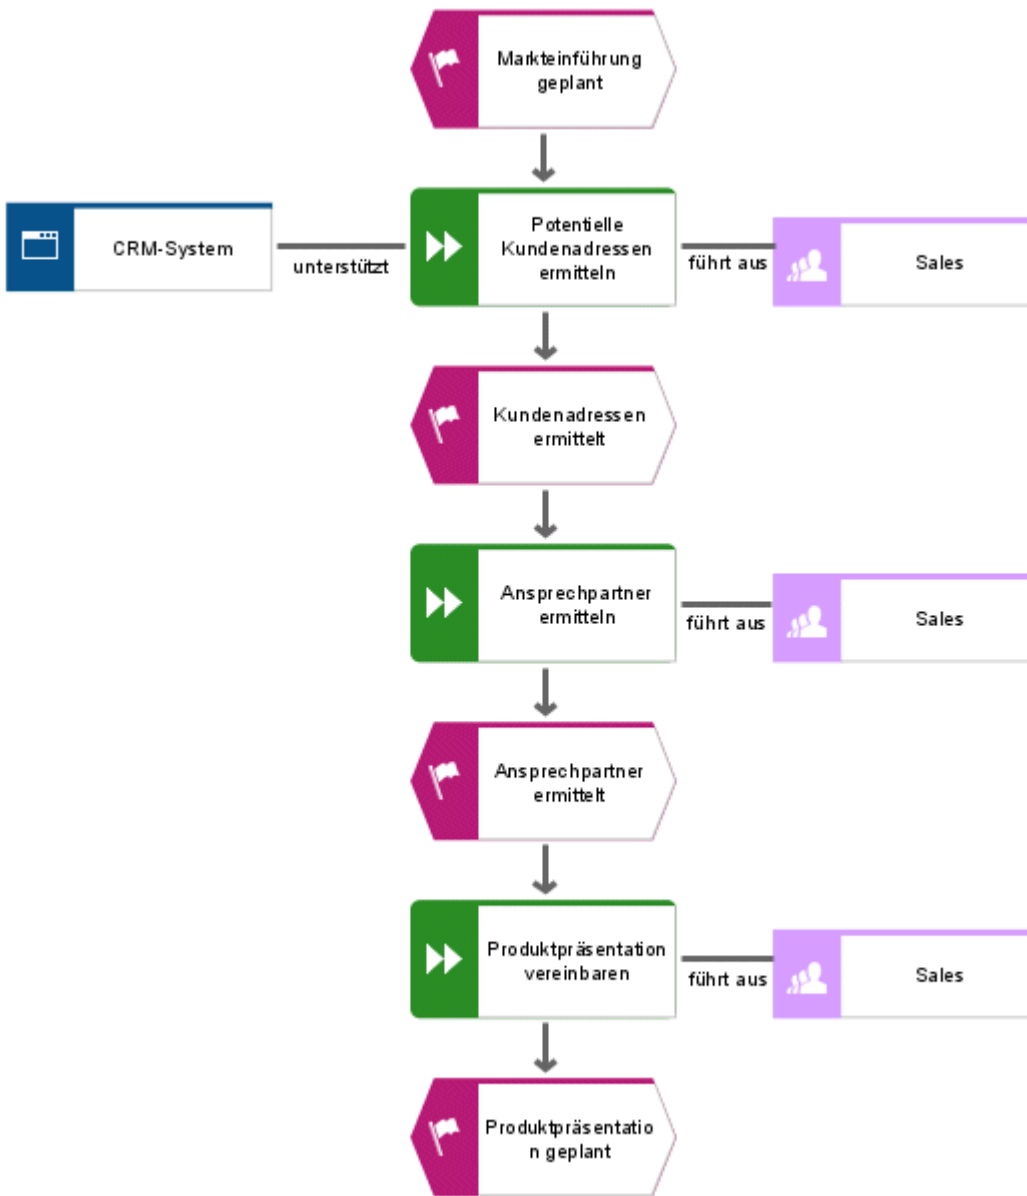 Markteinführung
geplant
CRM-System
unterstützt
Potentielle
Kundenadressen
ermitteln
führt aus
Sales
Kundenadressen
ermittelt
Ansprechpartner
ermitteln
führt aus
Sales
Ansprechpartner
ermittelt
Produktpräsentation
vereinbaren
führt aus
Sales
Produktpräsentatio
n geplant